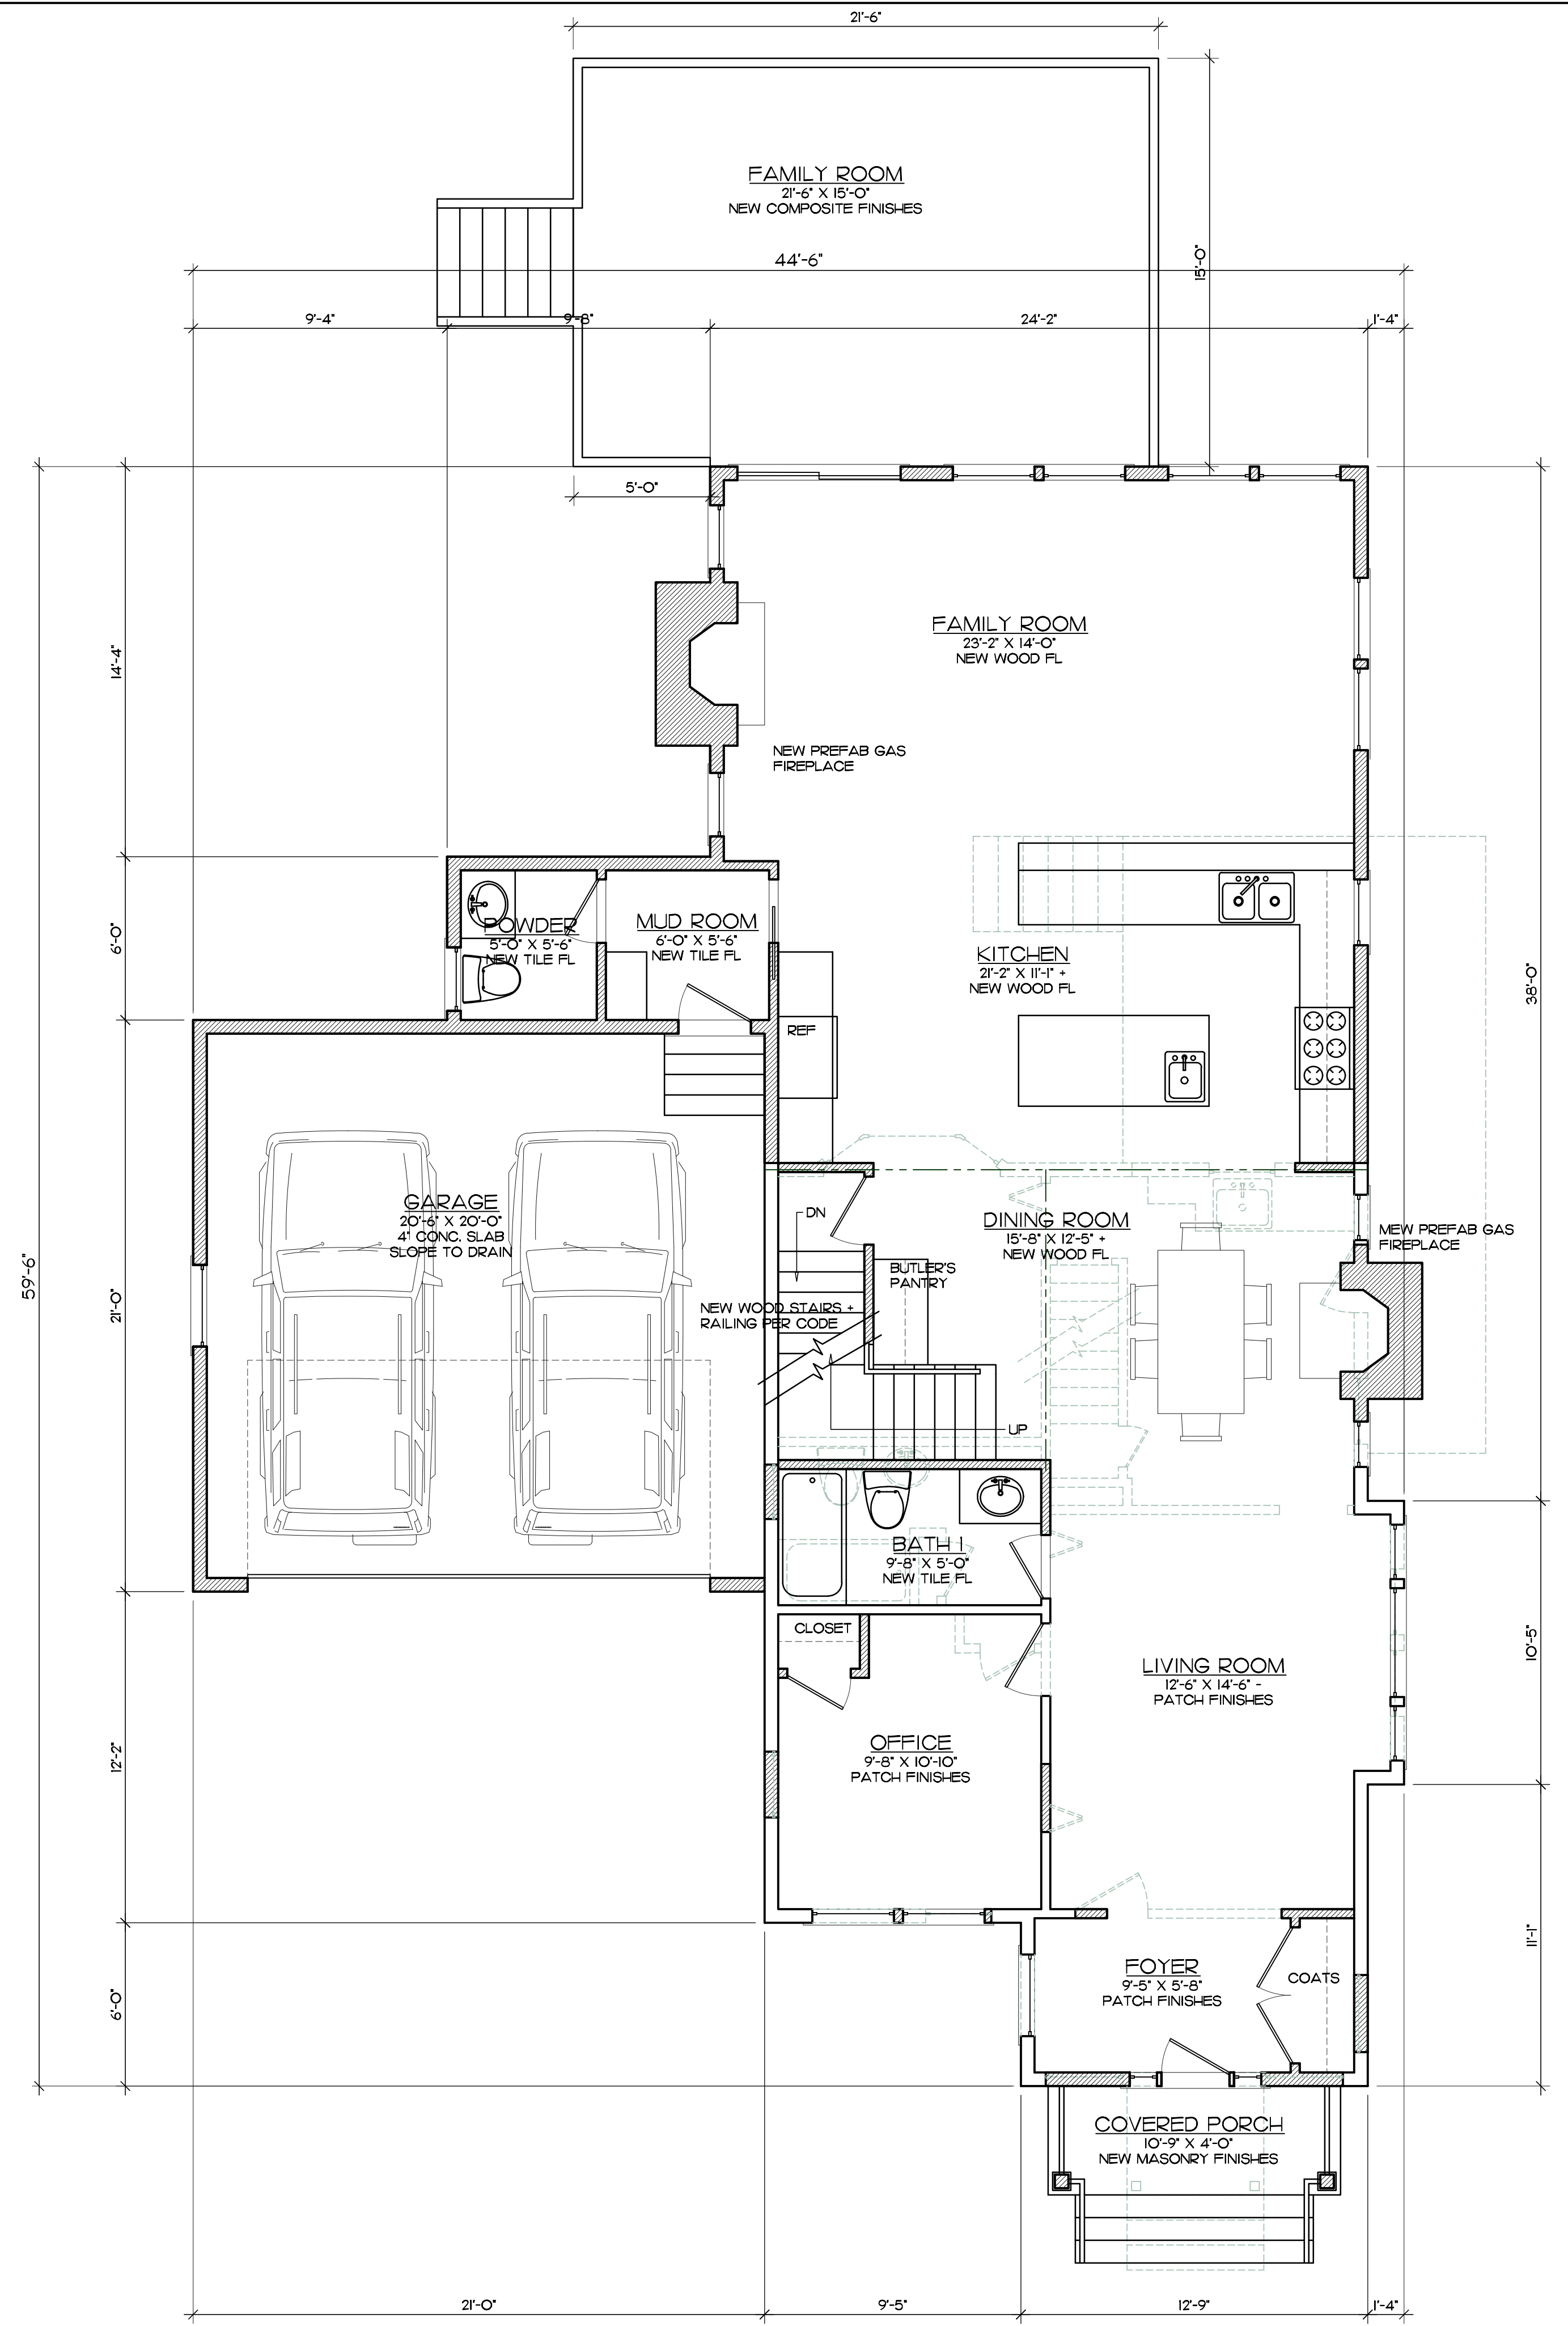 21'-6"
FAMILY ROOM
21'-6" X 15'-0"
NEW COMPOSITE FINISHES
44'-6"
15'-0"
9'-4"
9'-8"
24'-2"
1'-4"
5'-0"
14'-4"
FAMILY ROOM
23'-2" X 14'-0"
NEW WOOD FL
NEW PREFAB GAS
FIREPLACE
6'-0"
POWDER
5'-0" X 5'-6"
NEW TILE FL
MUD ROOM
6'-0" X 5'-6"
NEW TILE FL
KITCHEN
21'-2" X 11'-1" +
NEW WOOD FL
38'-0"
REF
GARAGE
20'-6" X 20'-0"
4" CONC. SLAB
SLOPE TO DRAIN
DN
DINING ROOM
15'-8" X 12'-5" +
NEW WOOD FL
MEW PREFAB GAS
FIREPLACE
BUTLER'S
PANTRY
59'-6"
21'-0"
NEW WOOD STAIRS +
RAILING PER CODE
UP
BATH 1
9'-8" X 5'-0"
NEW TILE FL
CLOSET
10'-5"
LIVING ROOM
12'-6" X 14'-6" -
PATCH FINISHES
12'-2"
OFFICE
9'-8" X 10'-10"
PATCH FINISHES
11'-1"
FOYER
9'-5" X 5'-8"
PATCH FINISHES
COATS
6'-0"
COVERED PORCH
10'-9" X 4'-0"
NEW MASONRY FINISHES
21'-0"
9'-5"
12'-9"
1'-4"